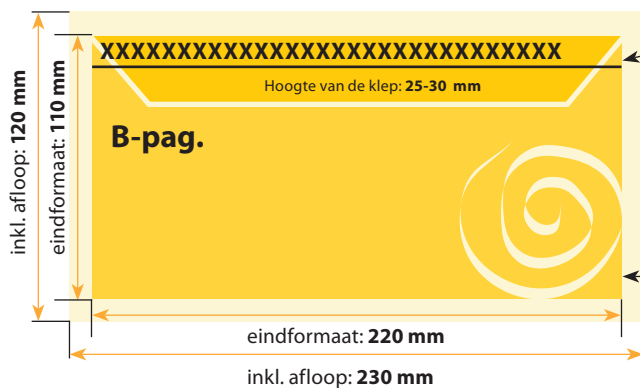 XXXXXXXXXXXXXXXXXXXXXXXXXXXXXX
Hoogte van de klep: 25-30 mm
B-pag.
inkl. afloop: 120 mm
eindformaat: 110 mm
eindformaat: 220 mm
inkl. afloop: 230 mm